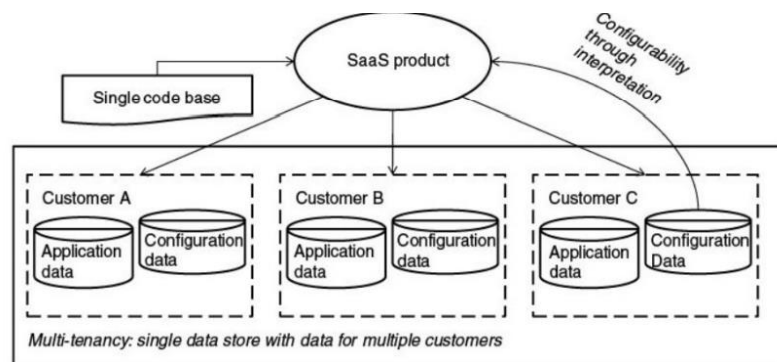 SaaS product
Configurability
through
interpretation
Single code base
Customer A
Application
data
Configuration
data
Customer B
Application
data
Configuration
data
Customer C
Application
data
Configuration
Data
Multi-tenancy: single data store with data for multiple customers